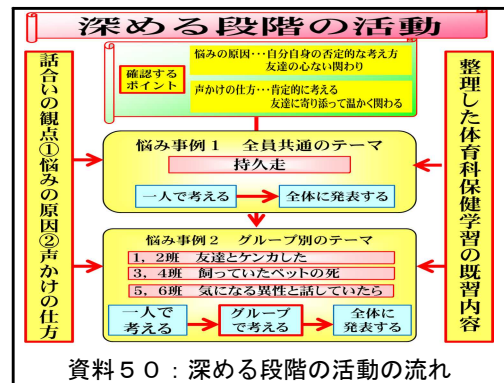 深める段階の活動
話合いの観点①悩みの原因②声かけの仕方
確認する
ポイント
悩みの原因・・・自分自身の否定的な考え方
友達の心ない関わり
声かけの仕方・・・肯定的に考える
友達に寄り添って温かく関わる
整理した体育科保健学習の既習内容
悩み事例1 全員共通のテーマ
持久走
一人で考える
全体に発表する
悩み事例2 グループ別のテーマ
1,2班 友達とケンカした
3,4班 飼っていたペットの死
5,6班 気になる異性と話していたら
一人で
考える
グループ
で考える
全体に
発表する
資料50:深める段階の活動の流れ